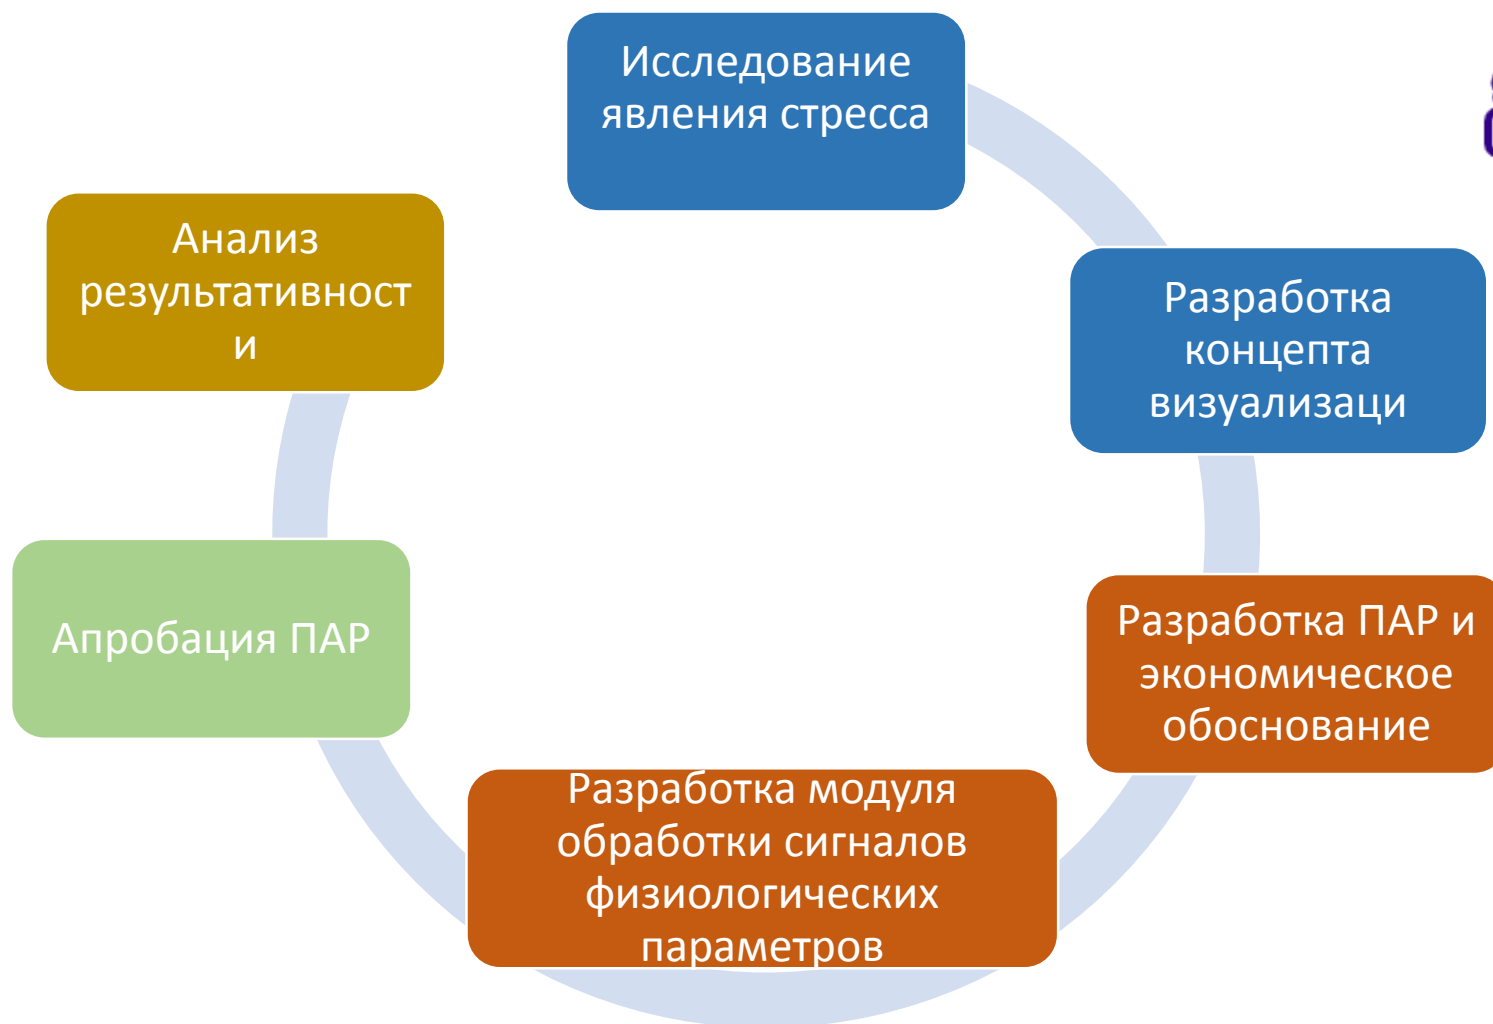 Исследование
явления стресса
Разработка
концепта
визуализаци
Разработка ПАР и
экономическое
обоснование
Разработка модуля
обработки сигналов
физиологических
параметров
Апробация ПАР
Анализ
результативност
и